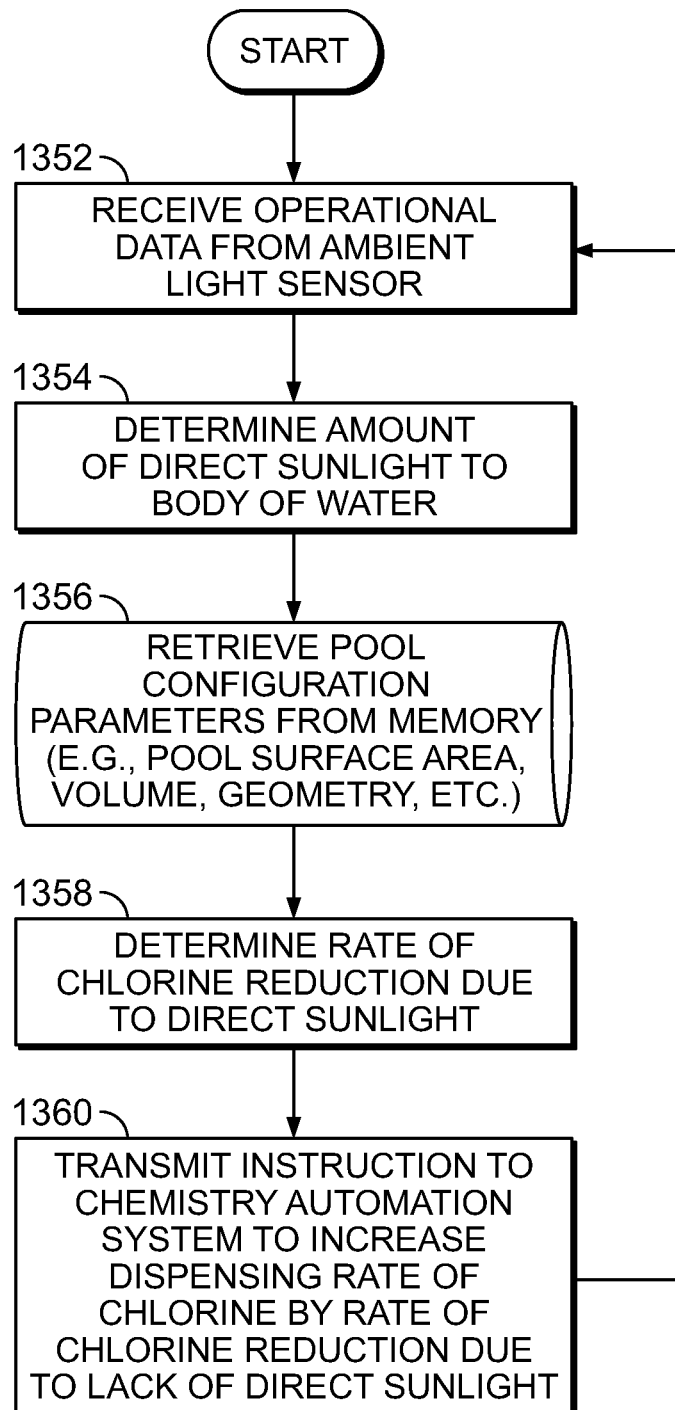 START
1352
RECEIVE OPERATIONAL
DATA FROM AMBIENT
LIGHT SENSOR
1354
DETERMINE AMOUNT
OF DIRECT SUNLIGHT TO
BODY OF WATER
1356
RETRIEVE POOL
CONFIGURATION
PARAMETERS FROM MEMORY
(E.G., POOL SURFACE AREA,
VOLUME, GEOMETRY, ETC.)
1358
DETERMINE RATE OF
CHLORINE REDUCTION DUE
TO DIRECT SUNLIGHT
1360
TRANSMIT INSTRUCTION TO
CHEMISTRY AUTOMATION
SYSTEM TO INCREASE
DISPENSING RATE OF
CHLORINE BY RATE OF
CHLORINE REDUCTION DUE
TO LACK OF DIRECT SUNLIGHT